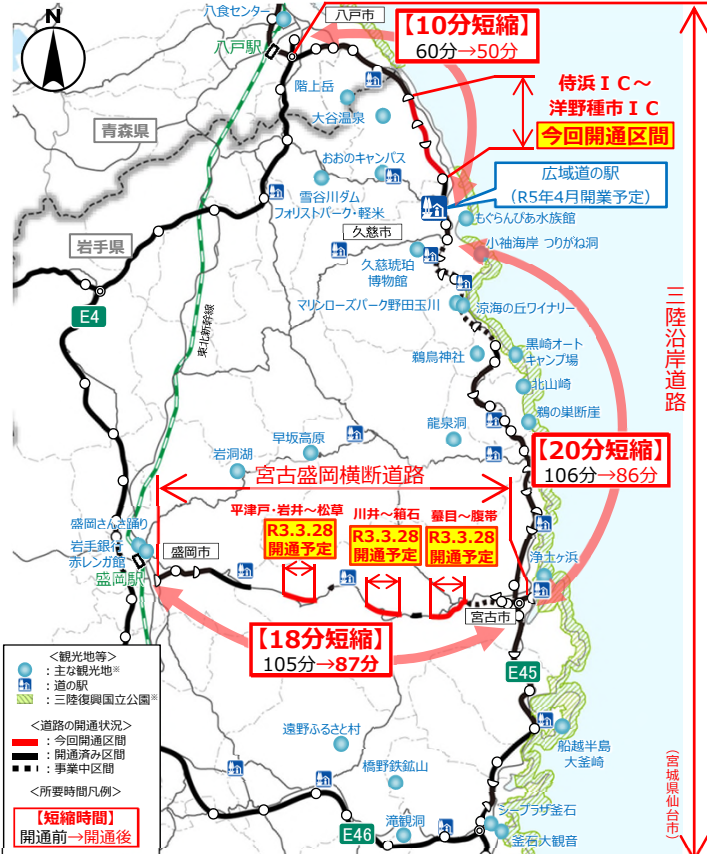 N
八食センター
八戸市
八戸駅
【10分短縮】
60分→50分
侍浜ＩＣ～
洋野種市ＩＣ
今回開通区間
階上岳
大谷温泉
青森県
おおのキャンパス
広域道の駅
（R5年4月開業予定）
雪谷川ダム
フォリストパーク・軽米
もぐらんぴあ水族館
岩手県
久慈市
小袖海岸 つりがね洞
久慈琥珀
博物館
マリンローズパーク野田玉川
涼海の丘ワイナリー
E4
東北新幹線
三陸沿岸道路
鵜鳥神社
黒崎オート
キャンプ場
北山崎
鵜の巣断崖
龍泉洞
早坂高原
岩洞湖
【20分短縮】
106分→86分
宮古盛岡横断道路
平津戸・岩井～松草
川井～箱石
蟇目～腹帯
R3.3.28
開通予定
R3.3.28
開通予定
R3.3.28
開通予定
盛岡さんさ踊り
岩手銀行
赤レンガ館
盛岡駅
盛岡市
浄土ヶ浜
宮古市
【18分短縮】
105分→87分
E45
＜観光地等＞
：主な観光地※
：道の駅
：三陸復興国立公園※
＜道路の開通状況＞
：今回開通区間
：開通済み区間
：事業中区間
＜所要時間凡例＞
【短縮時間】
開通前→開通後
遠野ふるさと村
橋野鉄鉱山
滝観洞
E46
船越半島
大釜崎
シープラザ釜石
釜石大観音
（宮城県仙台市）